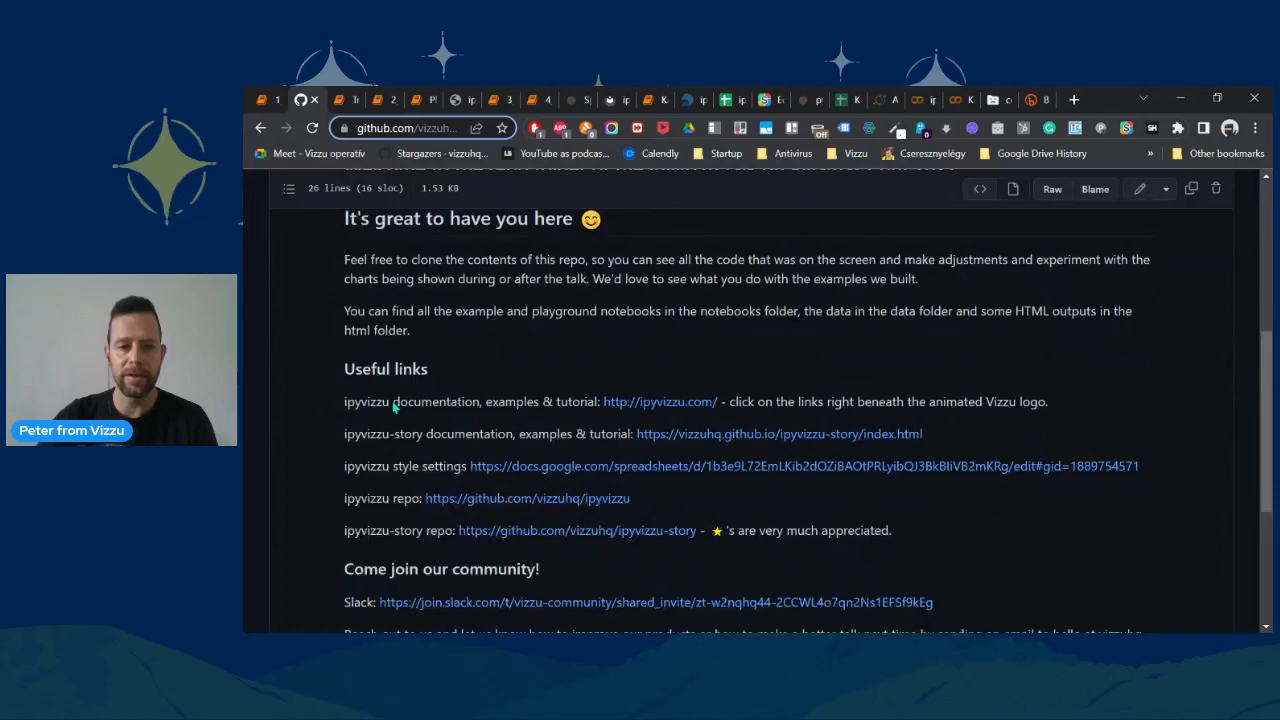 github.com/vizzuh...
Meet - Vizzu operatív
Stargazers · vizzuhq...
YouTube as podcas...
Calendly
Startup
Antivirus
Vizzu
Cseresznyelégy
Google Drive History
»
Other bookmarks
26 lines (16 sloc) 1.53 KB
Raw
Blame
It's great to have you here 😊
Feel free to clone the contents of this repo, so you can see all the code that was on the screen and make adjustments and experiment with the
charts being shown during or after the talk. We'd love to see what you do with the examples we built.
You can find all the example and playground notebooks in the notebooks folder, the data in the data folder and some HTML outputs in the
html folder.
Useful links
ipyvizzu documentation, examples & tutorial: http://ipyvizzu.com/ - click on the links right beneath the animated Vizzu logo.
ipyvizzu-story documentation, examples & tutorial: https://vizzuhq.github.io/ipyvizzu-story/index.html
ipyvizzu style settings https://docs.google.com/spreadsheets/d/1b3e9L72EmLKib2dOZiBAOtPRLyibQJ3BkBIiVB2mKRg/edit#gid=1889754571
ipyvizzu repo: https://github.com/vizzuhq/ipyvizzu
ipyvizzu-story repo: https://github.com/vizzuhq/ipyvizzu-story - ⭐'s are very much appreciated.
Come join our community!
Slack: https://join.slack.com/t/vizzu-community/shared_invite/zt-w2nqhq44-2CCWL4o7qn2Ns1EFSf9kEg
Peter from Vizzu